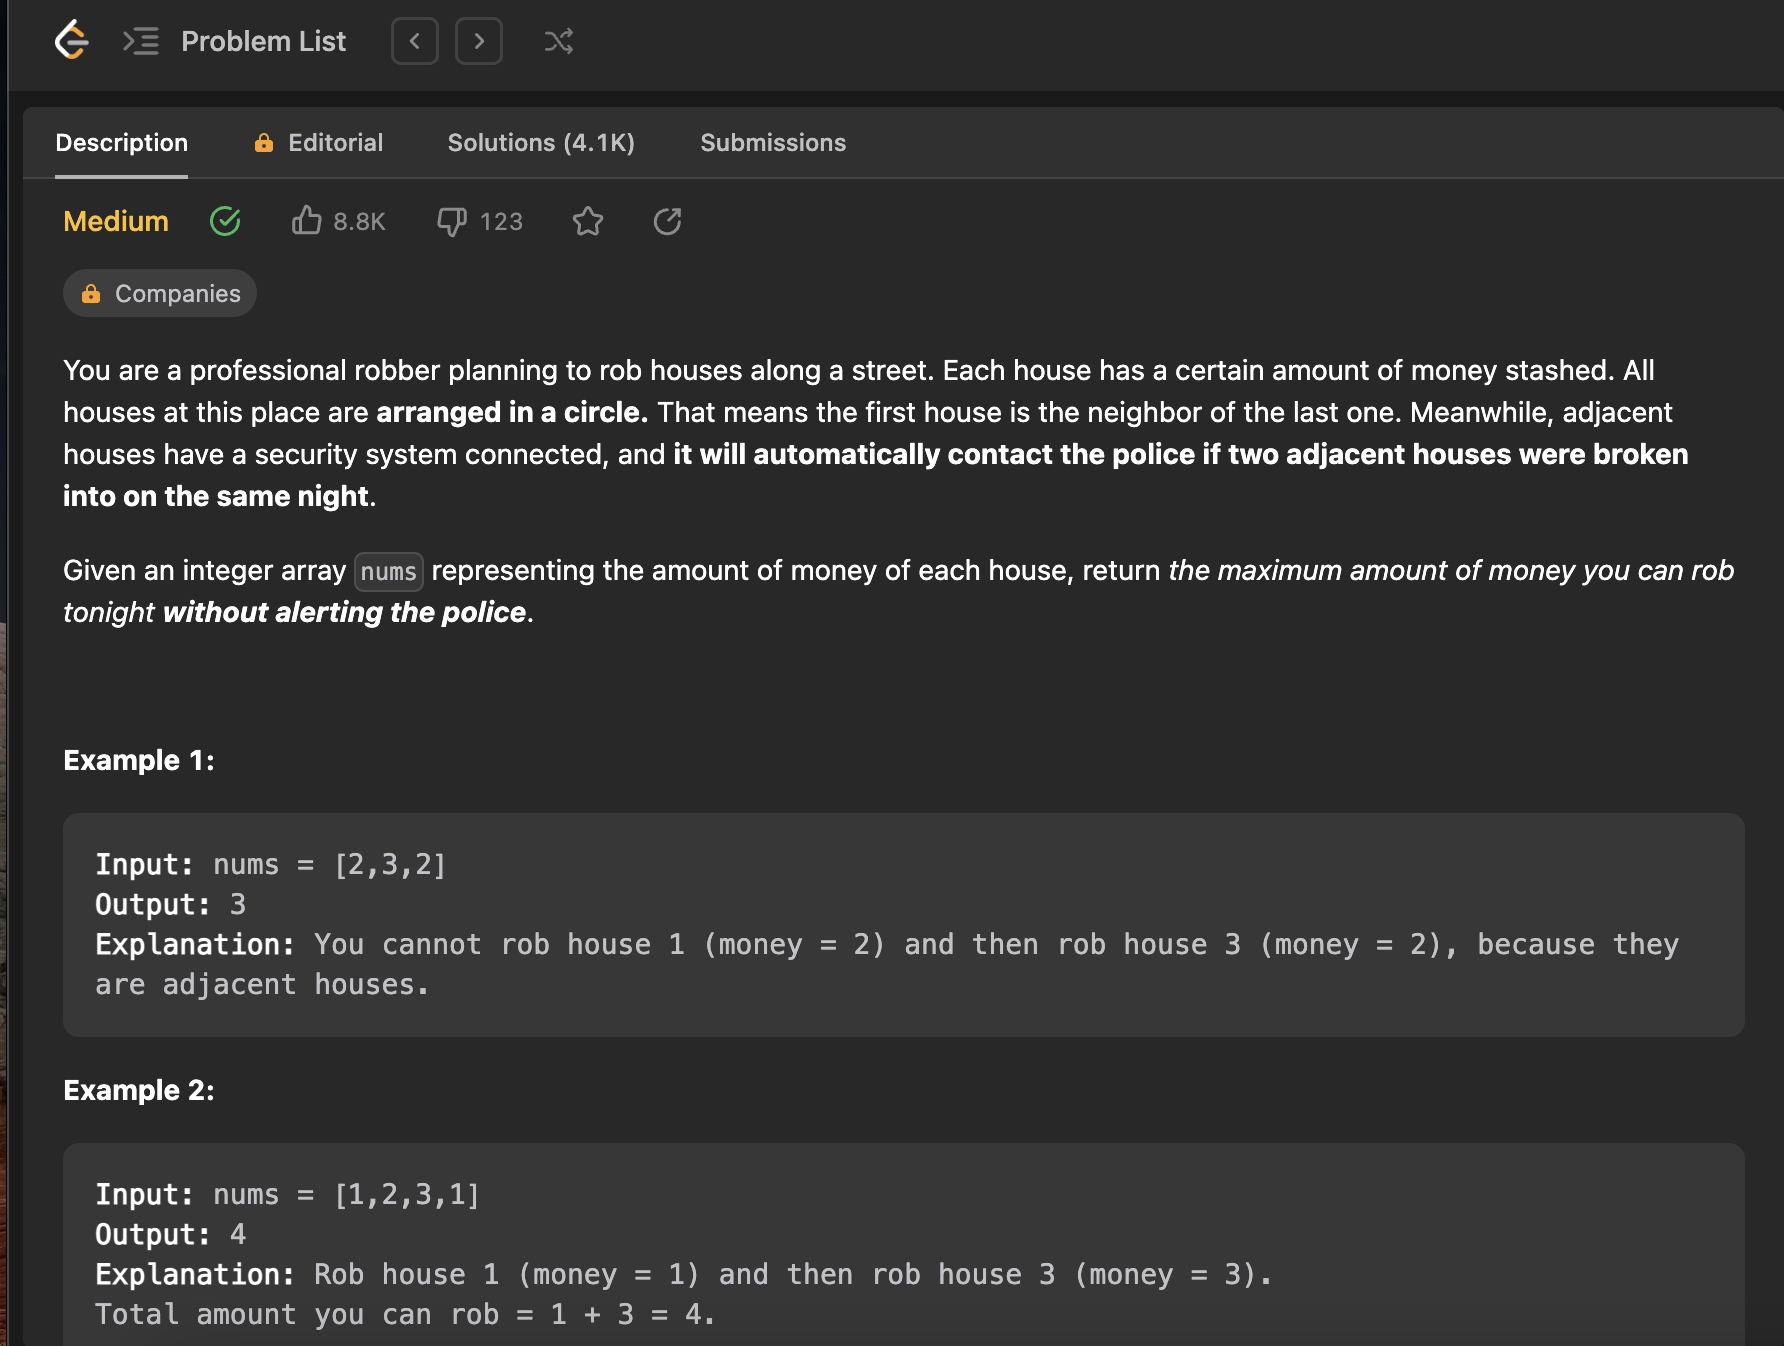 Problem List
Description Editorial Solutions (4.1K) Submissions
Medium 8.8K 123
Companies
You are a professional robber planning to rob houses along a street. Each house has a certain amount of money stashed. All
houses at this place are arranged in a circle. That means the first house is the neighbor of the last one. Meanwhile, adjacent
houses have a security system connected, and it will automatically contact the police if two adjacent houses were broken
into on the same night.
Given an integer array nums representing the amount of money of each house, return the maximum amount of money you can rob
tonight without alerting the police.
Example 1:
Input: nums = [2,3,2]
Output: 3
Explanation: You cannot rob house 1 (money = 2) and then rob house 3 (money = 2), because they
are adjacent houses.
Example 2:
Input: nums = [1,2,3,1]
Output: 4
Explanation: Rob house 1 (money = 1) and then rob house 3 (money = 3).
Total amount you can rob = 1 + 3 = 4.